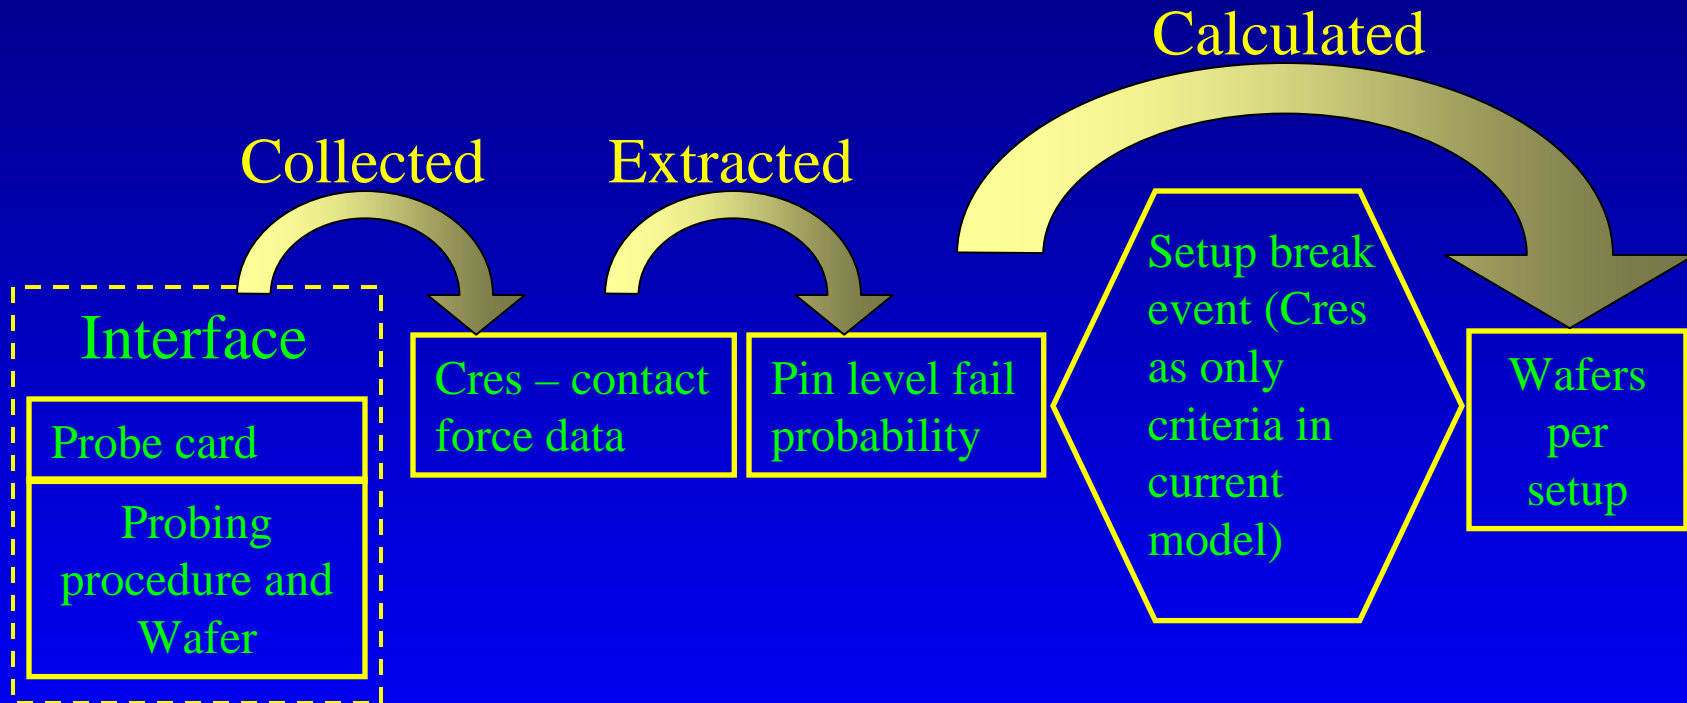 Calculated
Collected
Extracted
Interface
Probe card
Probing
procedure and
Wafer
Cres – contact
force data
Pin level fail
probability
Setup break
event (Cres
as only
criteria in
current
model)
Wafers
per
setup